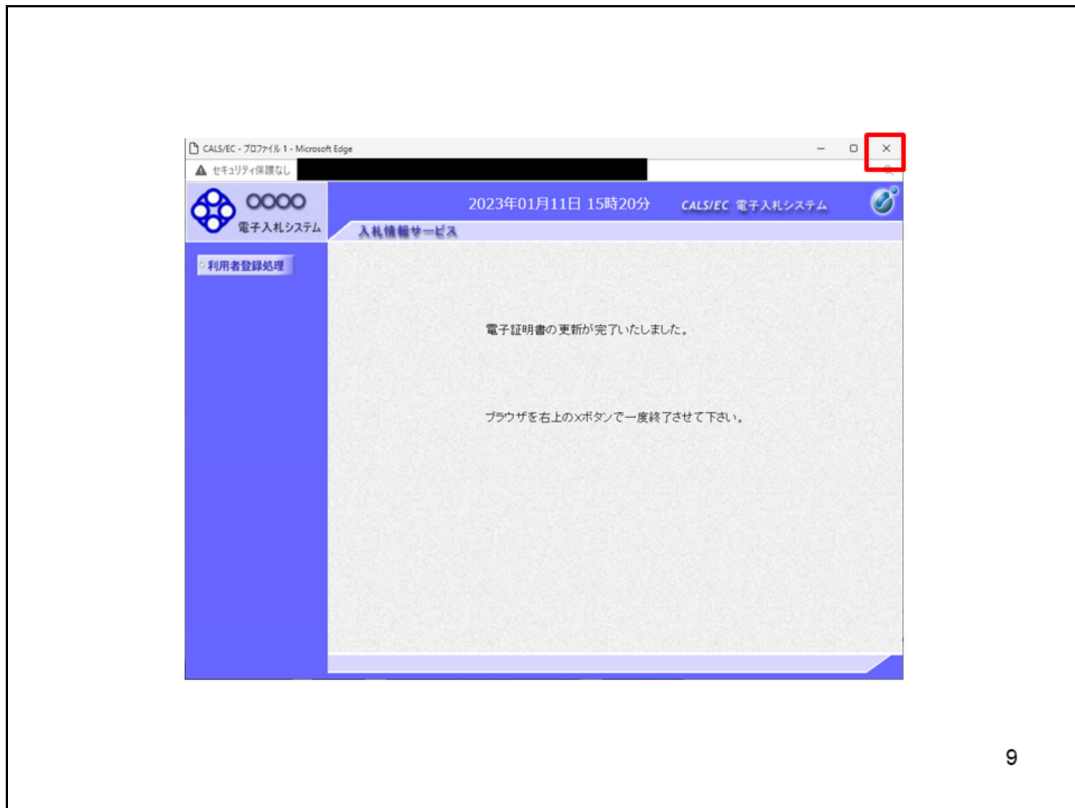 CALS/EC - プロファイル 1 - Microsoft Edge
セキュリティ保護なし
〇〇〇〇
電子入札システム
2023年01月11日 15時20分
CALS/EC 電子入札システム
入札情報サービス
利用者登録処理
電子証明書の更新が完了いたしました。
ブラウザを右上の×ボタンで一度終了させて下さい。
9